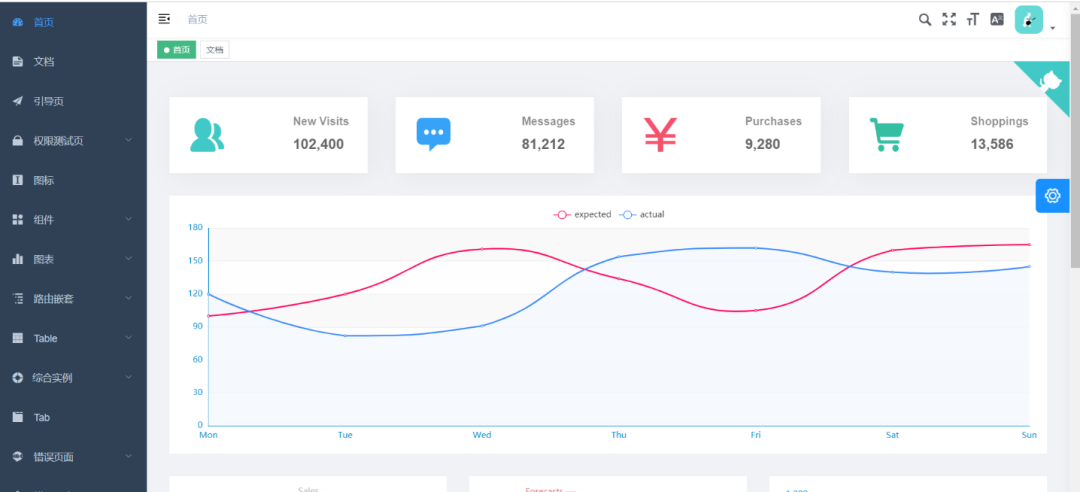 首页
文档
引导页
权限测试页
图标
组件
图表
路由嵌套
Table
综合实例
Tab
错误页面
首页
首页
文档
New Visits
102,400
Messages
81,212
Purchases
9,280
Shoppings
13,586
expected actual
180
150
120
90
60
30
0
Mon Tue Wed Thu Fri Sat Sun
Sales
Forecasts